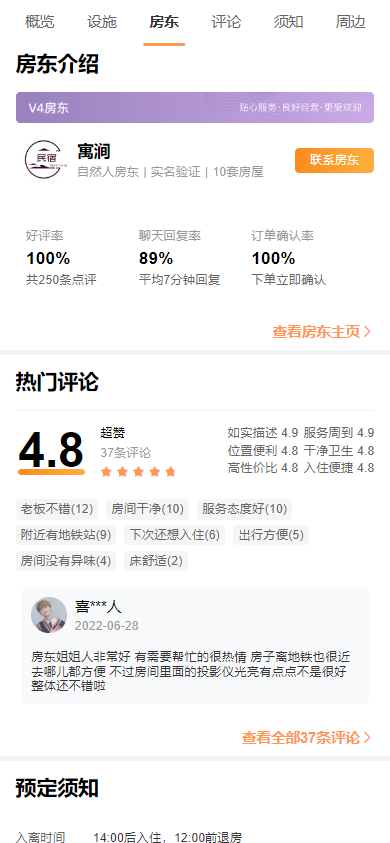 概览 设施 房东 评论 须知 周边
房东介绍
V4房东 贴心服务·良好经营·更受欢迎
民宿
寓涧
自然人房东 | 实名验证 | 10套房屋
联系房东
好评率 聊天回复率 订单确认率
100% 89% 100%
共250条点评 平均7分钟回复 下单立即确认
查看房东主页
热门评论
4.8
超赞
37条评论
如实描述 4.9 服务周到 4.9
位置便利 4.8 干净卫生 4.8
高性价比 4.8 入住便捷 4.8
老板不错(12) 房间干净(10) 服务态度好(10)
附近有地铁站(9) 下次还想入住(6) 出行方便(5)
房间没有异味(4) 床舒适(2)
喜***人
2022-06-28
房东姐姐人非常好 有需要帮忙的很热情 房子离地铁也很近
去哪儿都方便 不过房间里面的投影仪光亮有点点不是很好
整体还不错啦
查看全部37条评论
预定须知
入离时间 14:00后入住，12:00前退房